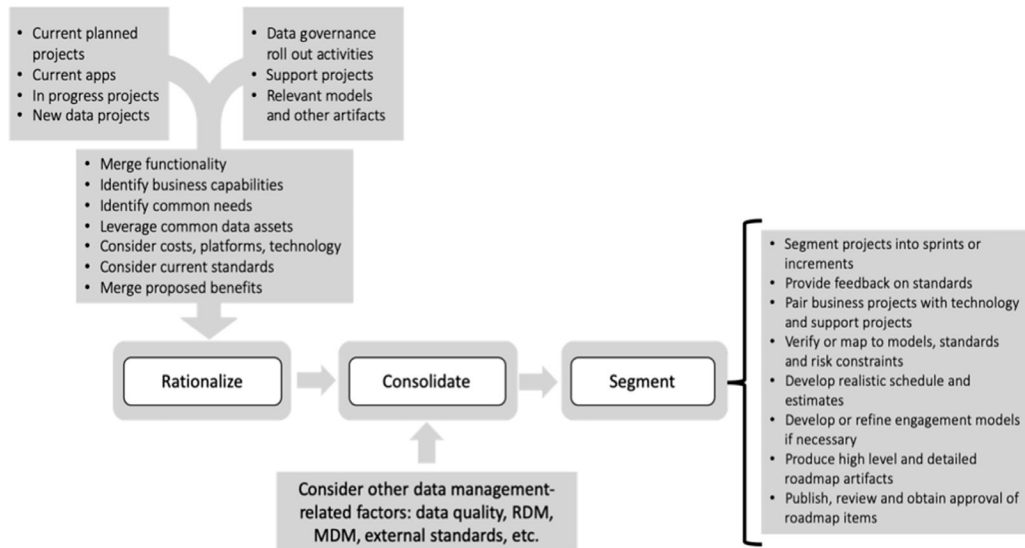 • Current planned
projects
• Current apps
• In progress projects
• New data projects
• Data governance
roll out activities
• Support projects
• Relevant models
and other artifacts
• Merge functionality
• Identify business capabilities
• Identify common needs
• Leverage common data assets
• Consider costs, platforms, technology
• Consider current standards
• Merge proposed benefits
Rationalize
Consolidate
Segment
Consider other data management-
related factors: data quality, RDM,
MDM, external standards, etc.
• Segment projects into sprints or
increments
• Provide feedback on standards
• Pair business projects with technology
and support projects
• Verify or map to models, standards
and risk constraints
• Develop realistic schedule and
estimates
• Develop or refine engagement models
if necessary
• Produce high level and detailed
roadmap artifacts
• Publish, review and obtain approval of
roadmap items